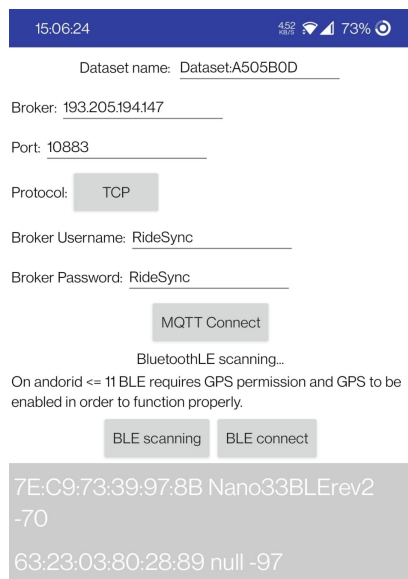 15:06:24 4.52 KB/S 73%
Dataset name: Dataset:A505B0D
Broker: 193.205.194.147
Port: 10883
Protocol: TCP
Broker Username: RideSync
Broker Password: RideSync
MQTT Connect
BluetoothLE scanning...
On andorid <= 11 BLE requires GPS permission and GPS to be
enabled in order to function properly.
BLE scanning BLE connect
7E:C9:73:39:97:8B Nano33BLErev2
-70
63:23:03:80:28:89 null -97